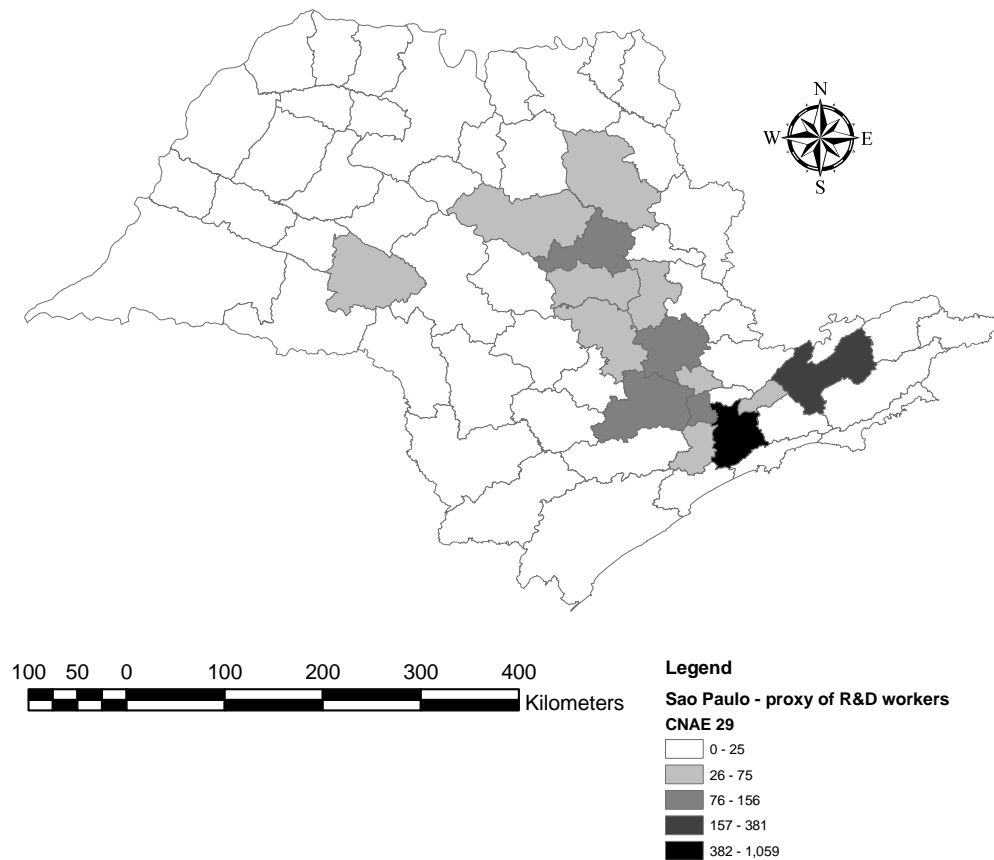 N
W E
S
100 50 0 100 200 300 400
Kilometers
Legend
Sao Paulo - proxy of R&D workers
CNAE 29
0 - 25
26 - 75
76 - 156
157 - 381
382 - 1,059